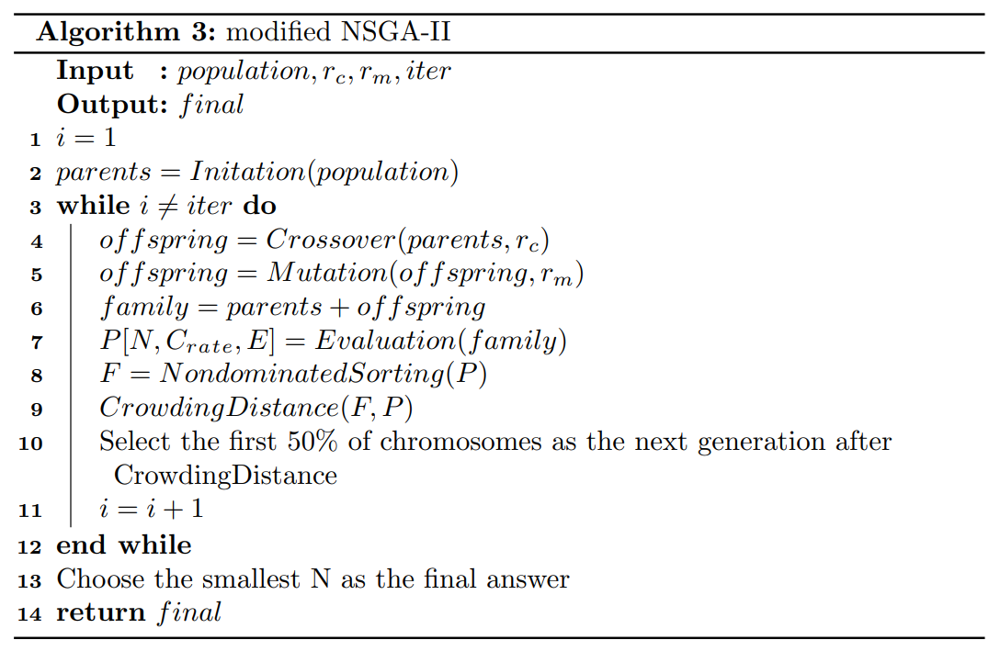 Algorithm 3: modified NSGA-II
Input : population, r_c, r_m, iter
Output: final
1 i = 1
2 parents = Initation(population)
3 while i ≠ iter do
4 offspring = Crossover(parents, r_c)
5 offspring = Mutation(offspring, r_m)
6 family = parents + offspring
7 P[N, C_rate, E] = Evaluation(family)
8 F = NondominatedSorting(P)
9 CrowdingDistance(F, P)
10 Select the first 50% of chromosomes as the next generation after
CrowdingDistance
11 i = i + 1
12 end while
13 Choose the smallest N as the final answer
14 return final